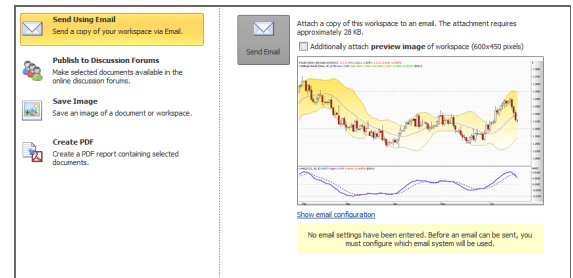 Send Using Email
Send a copy of your workspace via Email.
Publish to Discussion Forums
Make selected documents available in the
online discussion forums.
Save Image
Save an image of a document or workspace.
Create PDF
Create a PDF report containing selected
documents.
Send Email
Attach a copy of this workspace to an email. The attachment requires
approximately 28 KB.
Additionally attach preview image of workspace (600x450 pixels)
Show email configuration
No email settings have been entered. Before an email can be sent, you
must configure which email system will be used.